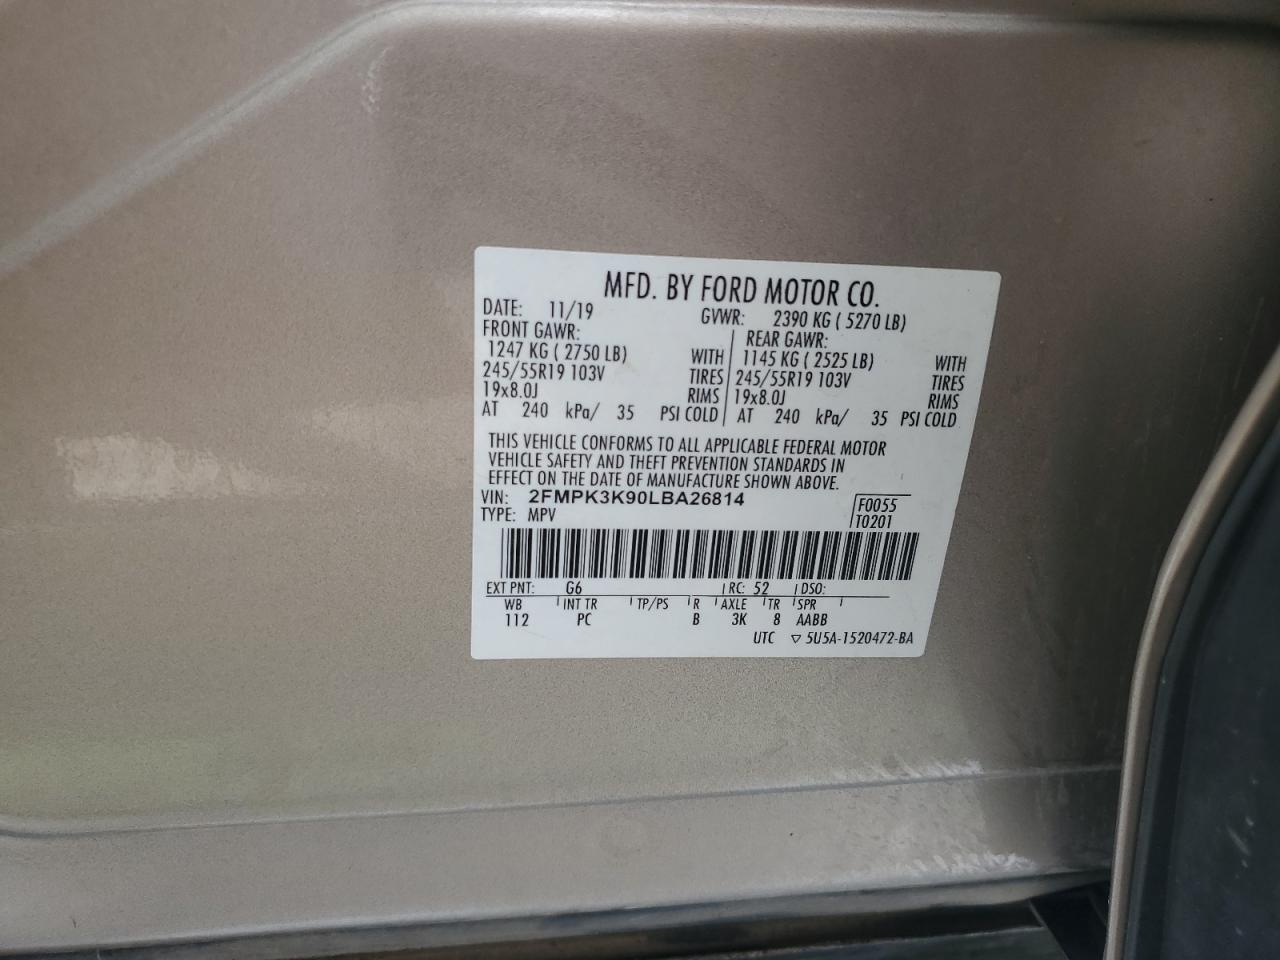 MFD. BY FORD MOTOR CO.
DATE: 11/19 GVWR: 2390 KG ( 5270 LB)
FRONT GAWR: REAR GAWR:
1247 KG ( 2750 LB) WITH 1145 KG ( 2525 LB) WITH
245/55R19 103V TIRES 245/55R19 103V TIRES
19x8.0J RIMS 19x8.0J RIMS
AT 240 kPa/ 35 PSI COLD AT 240 kPa/ 35 PSI COLD
THIS VEHICLE CONFORMS TO ALL APPLICABLE FEDERAL MOTOR
VEHICLE SAFETY AND THEFT PREVENTION STANDARDS IN
EFFECT ON THE DATE OF MANUFACTURE SHOWN ABOVE.
VIN: 2FMPK3K90LBA26814 F0055
TYPE: MPV T0201
EXT PNT: G6 RC: 52 DSO:
WB INT TR TP/PS R AXLE TR SPR
112 PC B 3K 8 AABB
UTC ▽ 5U5A-1520472-BA